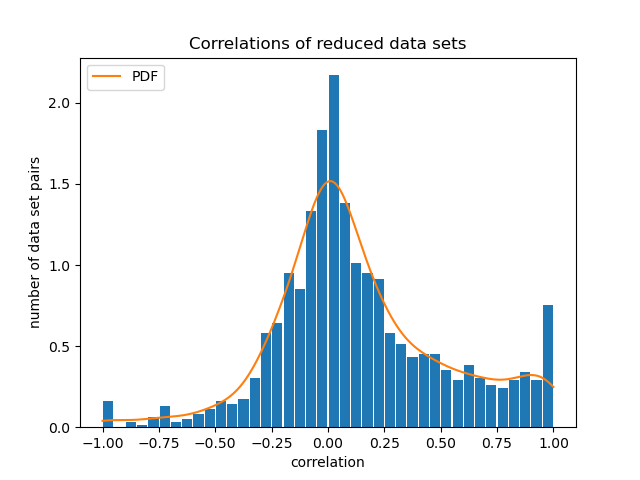 Correlations of reduced data sets
PDF
number of data set pairs
2.0
1.5
1.0
0.5
0.0
−1.00 −0.75 −0.50 −0.25 0.00 0.25 0.50 0.75 1.00
correlation